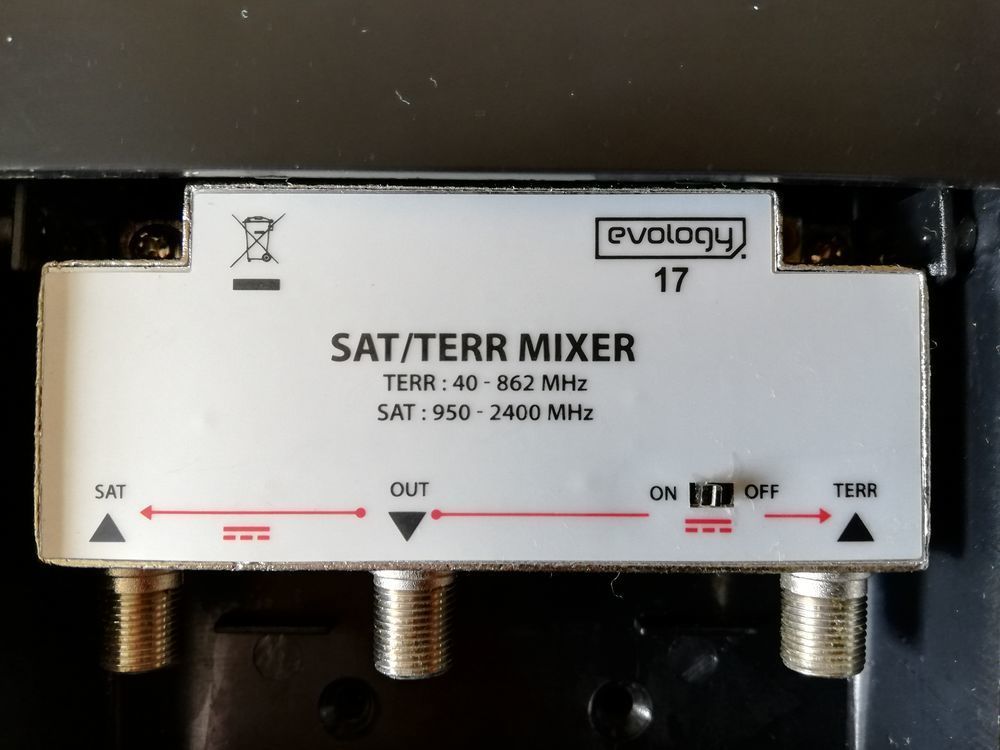 evology
17
SAT/TERR MIXER
TERR : 40 - 862 MHz
SAT : 950 - 2400 MHz
SAT OUT ON OFF TERR